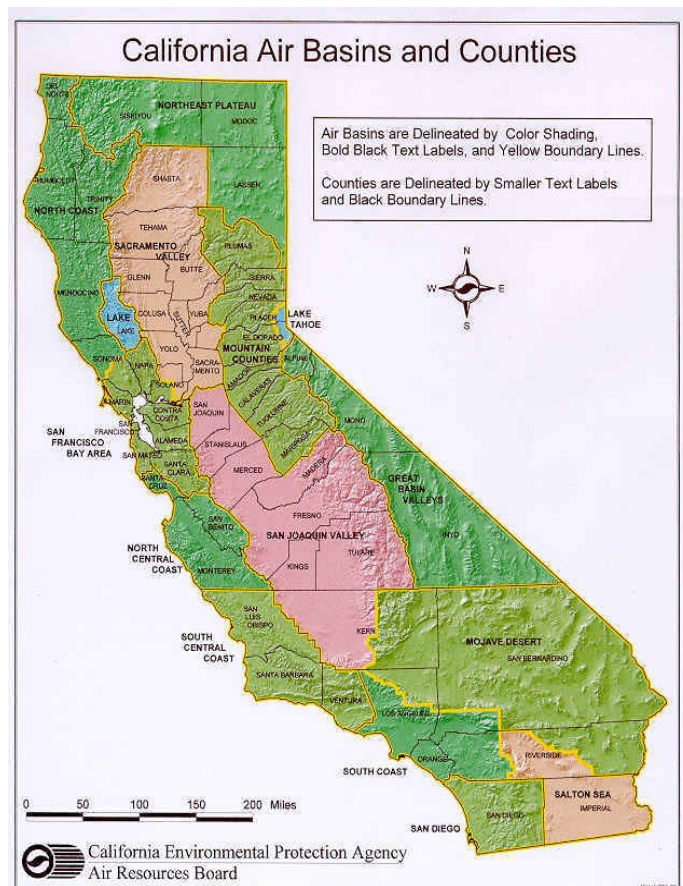 California Air Basins and Counties
Air Basins are Delineated by Color Shading,
Bold Black Text Labels, and Yellow Boundary Lines.
Counties are Delineated by Smaller Text Labels
and Black Boundary Lines.
DEL
NORTE
SISKIYOU
NORTHEAST PLATEAU
MODOC
HUMBOLDT
TRINITY
NORTH COAST
SHASTA
LASSEN
TEHAMA
SACRAMENTO
VALLEY
BUTTE
PLUMAS
GLENN
SIERRA
MENDOCINO
NEVADA
LAKE
LAKE
COLUSA
SUTTER
YUBA
PLACER
LAKE
TAHOE
EL DORADO
MOUNTAIN
COUNTIES
ALPINE
SONOMA
NAPA
YOLO
SACRA-
MENTO
SOLANO
AMADOR
CALAVERAS
TUOLUMNE
MARIPOSA
MONO
MARIN
CONTRA
COSTA
SAN
JOAQUIN
SAN
FRANCISCO
ALAMEDA
STANISLAUS
SAN
FRANCISCO
BAY AREA
SAN MATEO
SANTA
CLARA
SANTA
CRUZ
MERCED
MADERA
GREAT
BASIN
VALLEYS
SAN
BENITO
FRESNO
SAN JOAQUIN VALLEY
INYO
TULARE
KINGS
NORTH
CENTRAL
COAST
MONTEREY
SAN
LUIS
OBISPO
KERN
SOUTH
CENTRAL
COAST
MOJAVE DESERT
SAN BERNARDINO
SANTA BARBARA
VENTURA
LOS ANGELES
ORANGE
RIVERSIDE
SOUTH COAST
SALTON SEA
IMPERIAL
SAN DIEGO
SAN DIEGO
N
W
E
S
0 50 100 150 200 Miles
California Environmental Protection Agency
Air Resources Board